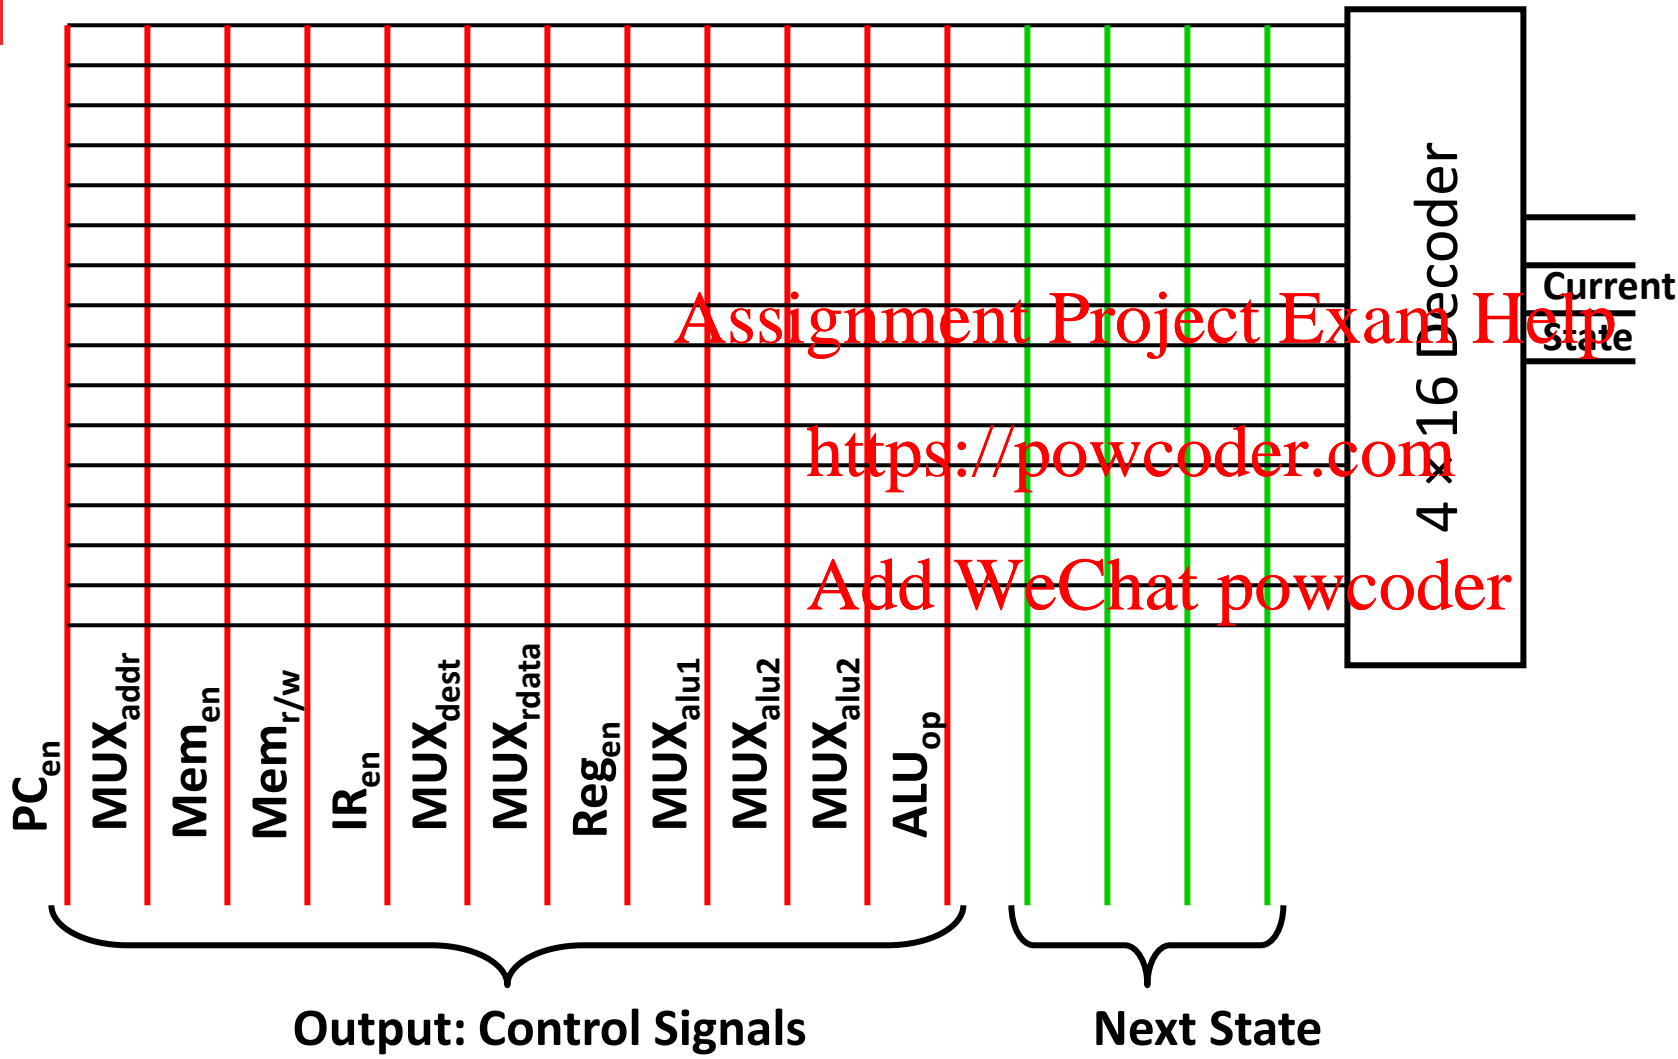 4 x 16 Decoder
Current
State
Assignment Project Exam Help
https://powcoder.com
Add WeChat powcoder
PCen
MUXaddr
Memen
Memr/w
IRen
MUXdest
MUXrdata
Regen
MUXalu1
MUXalu2
MUXalu2
ALUop
Output: Control Signals
Next State